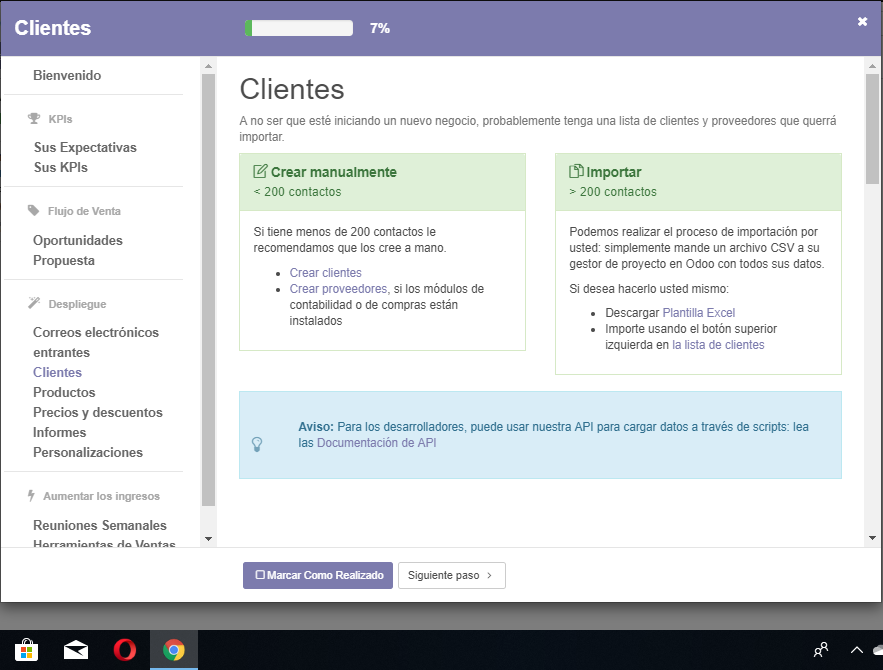 Clientes
7%
Bienvenido
KPIs
Sus Expectativas
Sus KPIs
Flujo de Venta
Oportunidades
Propuesta
Despliegue
Correos electrónicos
entrantes
Clientes
Productos
Precios y descuentos
Informes
Personalizaciones
Aumentar los ingresos
Reuniones Semanales
Herramientas de Ventas
Clientes
A no ser que esté iniciando un nuevo negocio, probablemente tenga una lista de clientes y proveedores que querrá
importar.
Crear manualmente
< 200 contactos
Si tiene menos de 200 contactos le
recomendamos que los cree a mano.
Crear clientes
Crear proveedores, si los módulos de
contabilidad o de compras están
instalados
Importar
> 200 contactos
Podemos realizar el proceso de importación por
usted: simplemente mande un archivo CSV a su
gestor de proyecto en Odoo con todos sus datos.
Si desea hacerlo usted mismo:
Descargar Plantilla Excel
Importe usando el botón superior
izquierda en la lista de clientes
Aviso: Para los desarrolladores, puede usar nuestra API para cargar datos a través de scripts: lea
las Documentación de API
Marcar Como Realizado
Siguiente paso